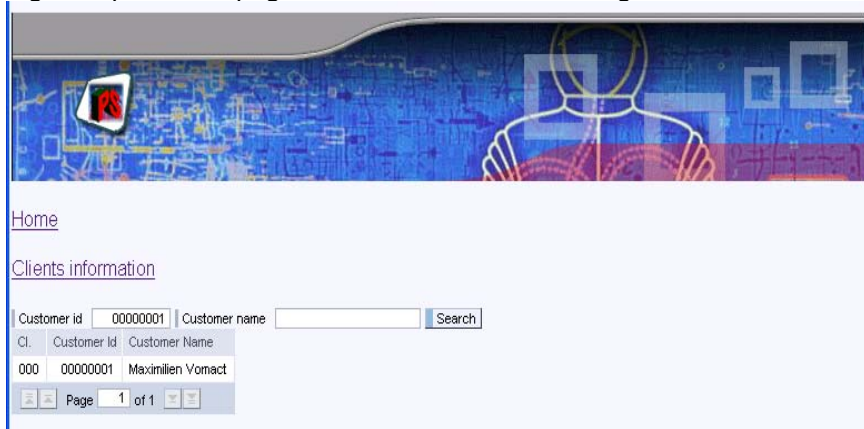 Home
Clients information
Customer id 00000001 Customer name Search
Cl. Customer Id Customer Name
000 00000001 Maximilien Vomact
Page 1 of 1